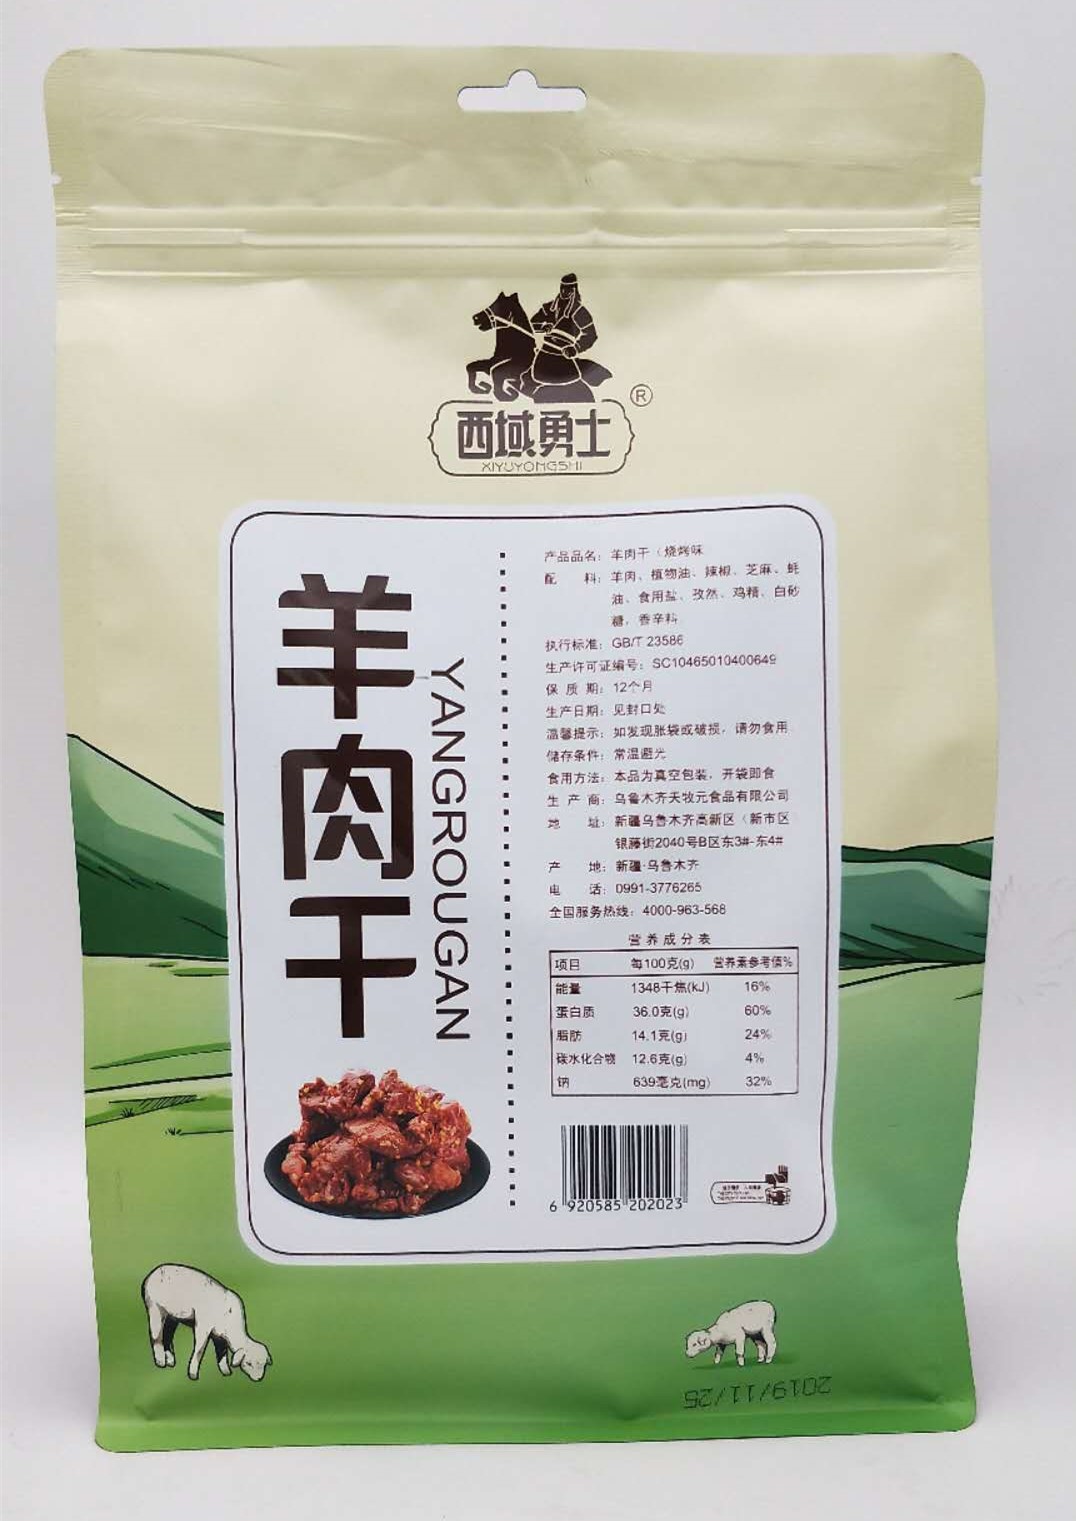 西域勇士
®
XIYUYONGSHI
羊肉干
YANGROUGAN
产品品名：羊肉干（烧烤味
配　　料：羊肉、植物油、辣椒、芝麻、蚝
油、食用盐、孜然、鸡精、白砂
糖，香辛料
执行标准：GB/T 23586
生产许可证编号：SC10465010400649
保 质 期：12个月
生产日期：见封口处
温馨提示：如发现胀袋或破损，请勿食用
储存条件：常温避光
食用方法：本品为真空包装，开袋即食
生 产 商：乌鲁木齐天牧元食品有限公司
地　　址：新疆乌鲁木齐高新区（新市区
银藤街2040号B区东3#-东4#
产　　地：新疆·乌鲁木齐
电　　话：0991-3776265
全国服务热线：4000-963-568
营养成分表
项目 每100克(g) 营养素参考值%
能量 1348千焦(kJ) 16%
蛋白质 36.0克(g) 60%
脂肪 14.1克(g) 24%
碳水化合物 12.6克(g) 4%
钠 639毫克(mg) 32%
6 920585 202023
2019/11/25